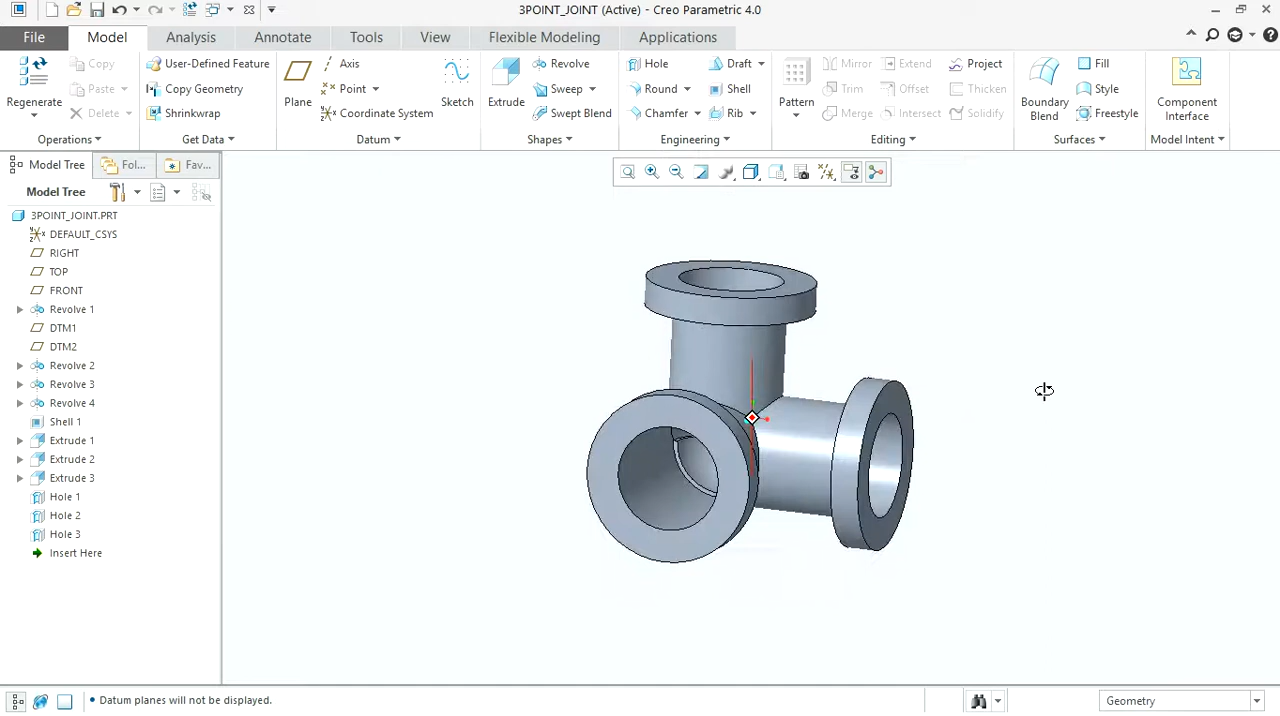 3POINT_JOINT (Active) - Creo Parametric 4.0
File Model Analysis Annotate Tools View Flexible Modeling Applications
Regenerate
Copy
Paste
Delete
Operations
User-Defined Feature
Copy Geometry
Shrinkwrap
Get Data
Plane
Axis
Point
Coordinate System
Datum
Sketch
Extrude
Revolve
Sweep
Swept Blend
Shapes
Hole
Round
Chamfer
Draft
Shell
Rib
Engineering
Pattern
Mirror
Trim
Merge
Extend
Offset
Intersect
Project
Thicken
Solidify
Editing
Boundary
Blend
Fill
Style
Freestyle
Surfaces
Component
Interface
Model Intent
Model Tree Fol... Fav...
Model Tree
3POINT_JOINT.PRT
DEFAULT_CSYS
RIGHT
TOP
FRONT
Revolve 1
DTM1
DTM2
Revolve 2
Revolve 3
Revolve 4
Shell 1
Extrude 1
Extrude 2
Extrude 3
Hole 1
Hole 2
Hole 3
Insert Here
• Datum planes will not be displayed.
Geometry